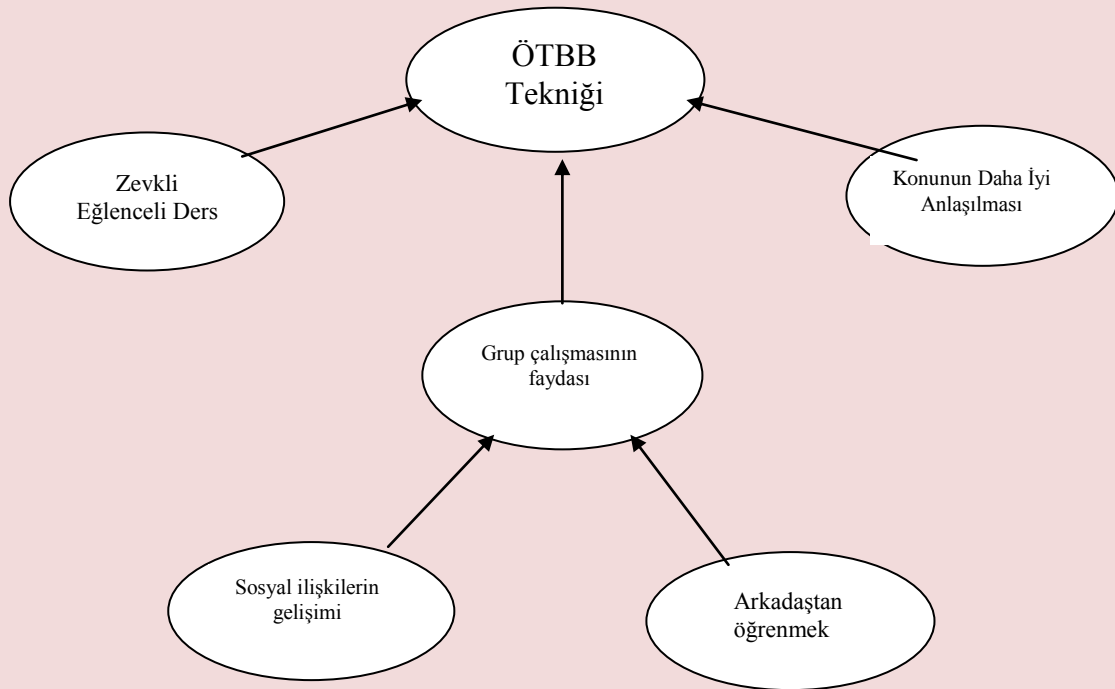 ÖTBB
Tekniği
Zevkli
Eğlenceli Ders
Konunun Daha İyi
Anlaşılması
Grup çalışmasının
faydası
Sosyal ilişkilerin
gelişimi
Arkadaştan
öğrenmek